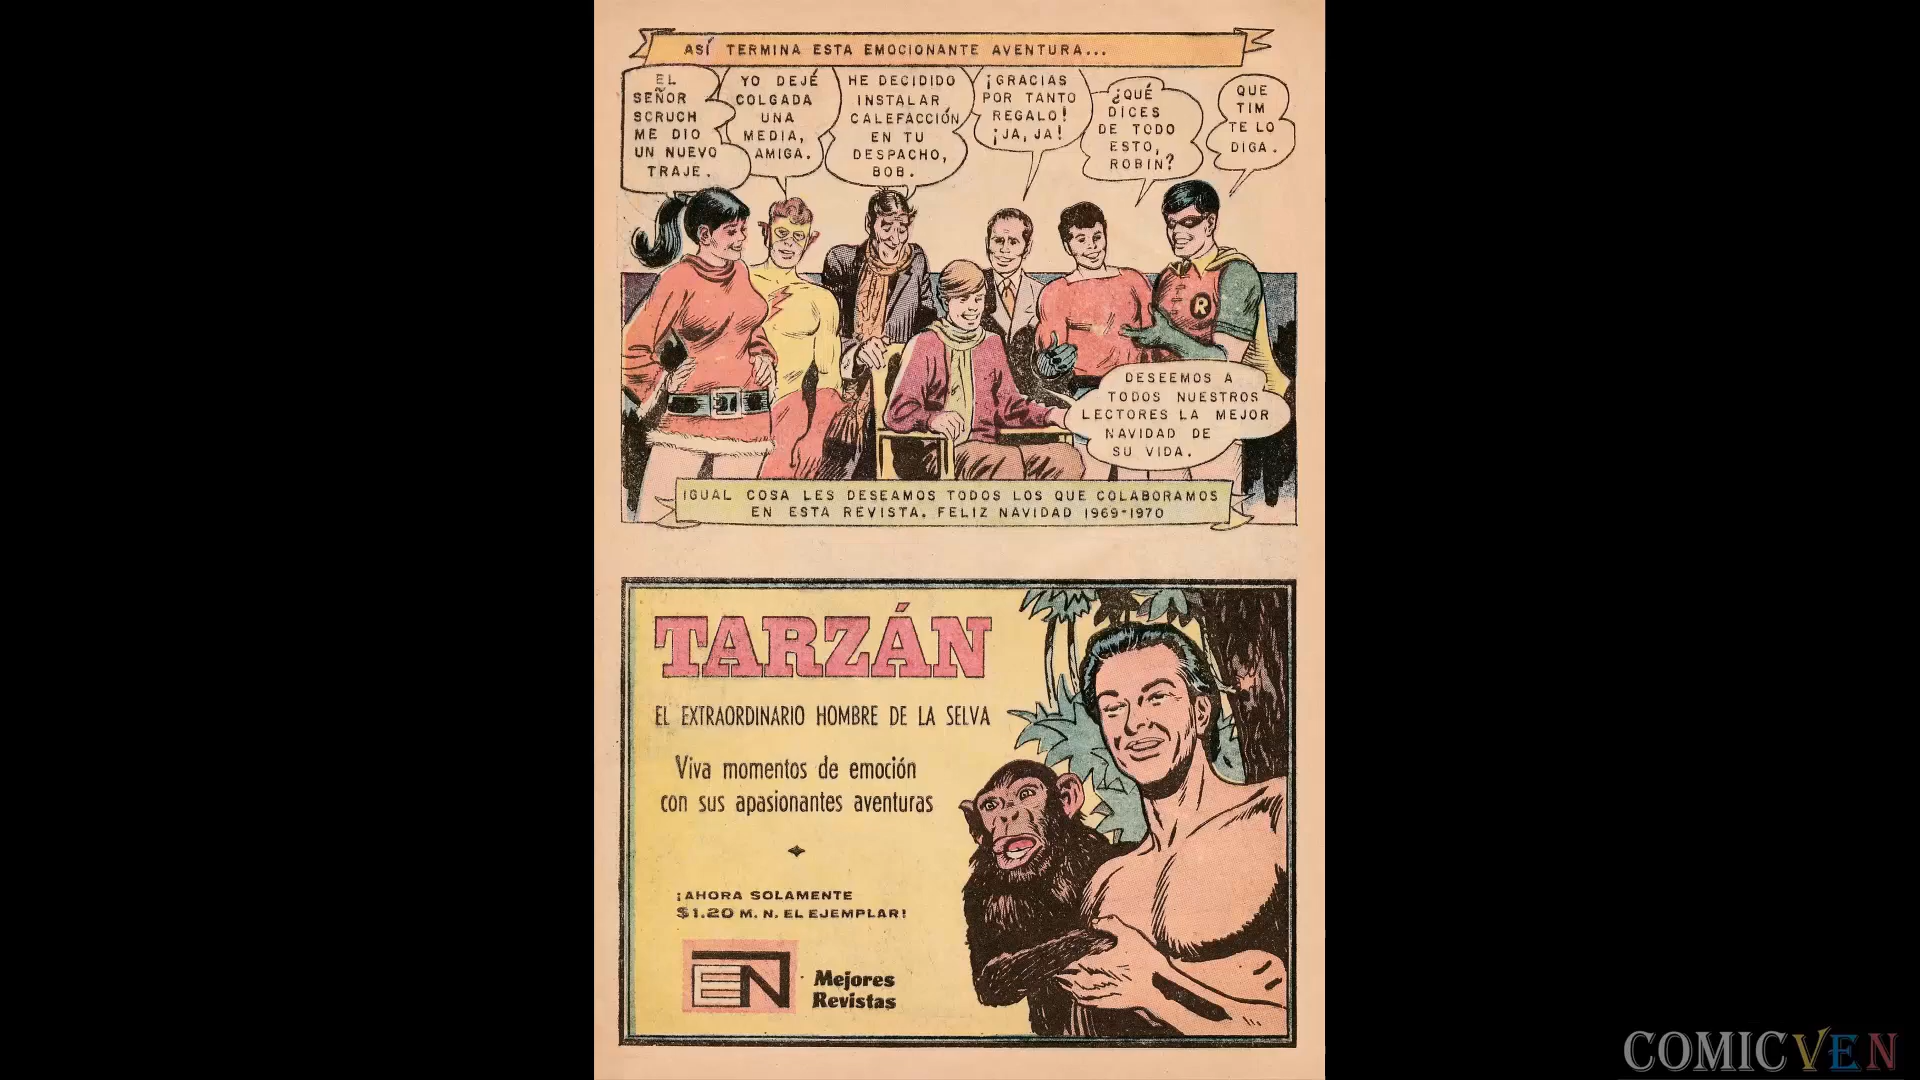 ASÍ TERMINA ESTA EMOCIONANTE AVENTURA...
EL
SEÑOR
SCRUCH
ME DIO
UN NUEVO
TRAJE.
YO DEJÉ
COLGADA
UNA
MEDIA,
AMIGA.
HE DECIDIDO
INSTALAR
CALEFACCIÓN
EN TU
DESPACHO,
BOB.
¡GRACIAS
POR TANTO
REGALO!
¡JA, JA!
¿QUÉ
DICES
DE TODO
ESTO,
ROBIN?
QUE
TIM
TE LO
DIGA.
R
DESEEMOS A
TODOS NUESTROS
LECTORES LA MEJOR
NAVIDAD DE
SU VIDA.
IGUAL COSA LES DESEAMOS TODOS LOS QUE COLABORAMOS
EN ESTA REVISTA. FELIZ NAVIDAD 1969-1970
TARZÁN
EL EXTRAORDINARIO HOMBRE DE LA SELVA
Viva momentos de emoción
con sus apasionantes aventuras
¡AHORA SOLAMENTE
$1.20 M. N. EL EJEMPLAR!
EN
Mejores
Revistas
COMICVEN